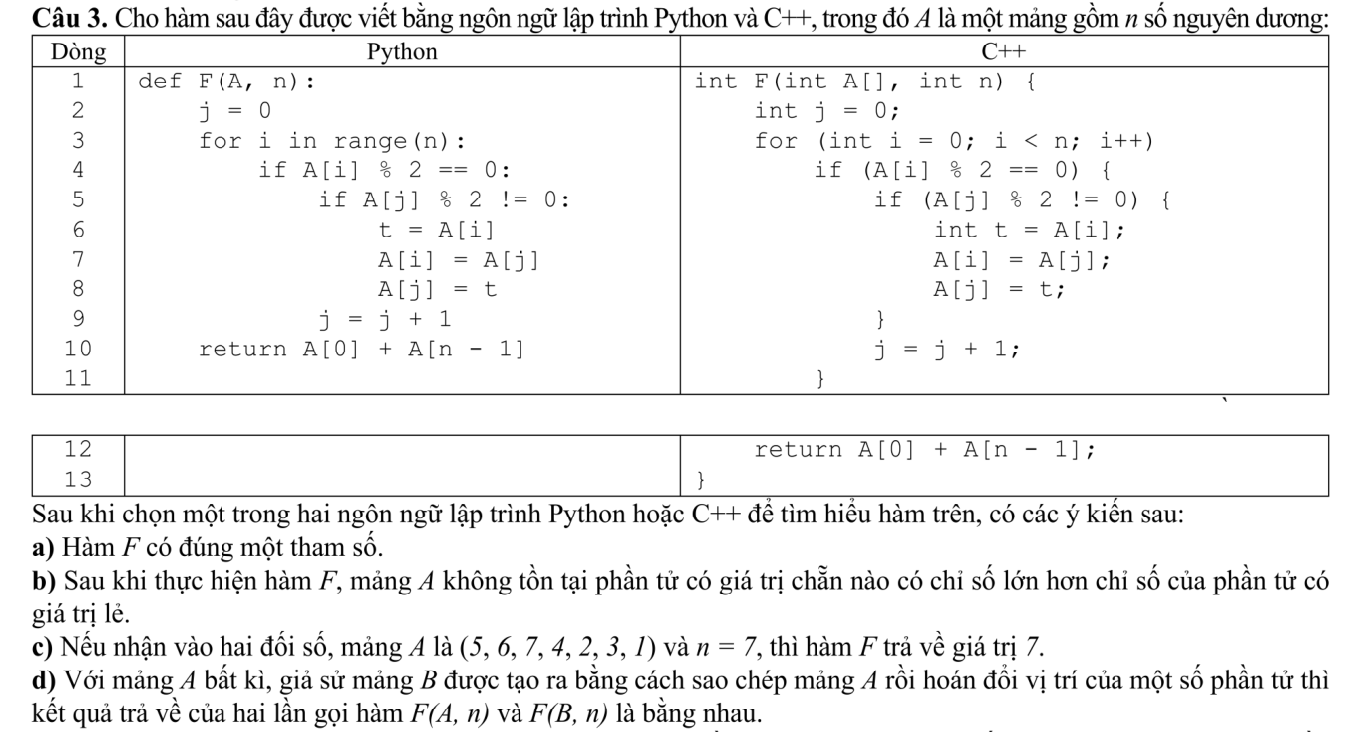 Câu 3. Cho hàm sau đây được viết bằng ngôn ngữ lập trình Python và C++, trong đó A là một mảng gồm n số nguyên dương:
Dòng Python C++
1 def F(A, n): int F(int A[], int n) {
2 j = 0 int j = 0;
3 for i in range(n): for (int i = 0; i < n; i++)
4 if A[i] % 2 == 0: if (A[i] % 2 == 0) {
5 if A[j] % 2 != 0: if (A[j] % 2 != 0) {
6 t = A[i] int t = A[i];
7 A[i] = A[j] A[i] = A[j];
8 A[j] = t A[j] = t;
9 j = j + 1 }
10 return A[0] + A[n - 1] j = j + 1;
11 }
12 return A[0] + A[n - 1];
13 }
Sau khi chọn một trong hai ngôn ngữ lập trình Python hoặc C++ để tìm hiểu hàm trên, có các ý kiến sau:
a) Hàm F có đúng một tham số.
b) Sau khi thực hiện hàm F, mảng A không tồn tại phần tử có giá trị chẵn nào có chỉ số lớn hơn chỉ số của phần tử có
giá trị lẻ.
c) Nếu nhận vào hai đối số, mảng A là (5, 6, 7, 4, 2, 3, 1) và n = 7, thì hàm F trả về giá trị 7.
d) Với mảng A bất kì, giả sử mảng B được tạo ra bằng cách sao chép mảng A rồi hoán đổi vị trí của một số phần tử thì
kết quả trả về của hai lần gọi hàm F(A, n) và F(B, n) là bằng nhau.